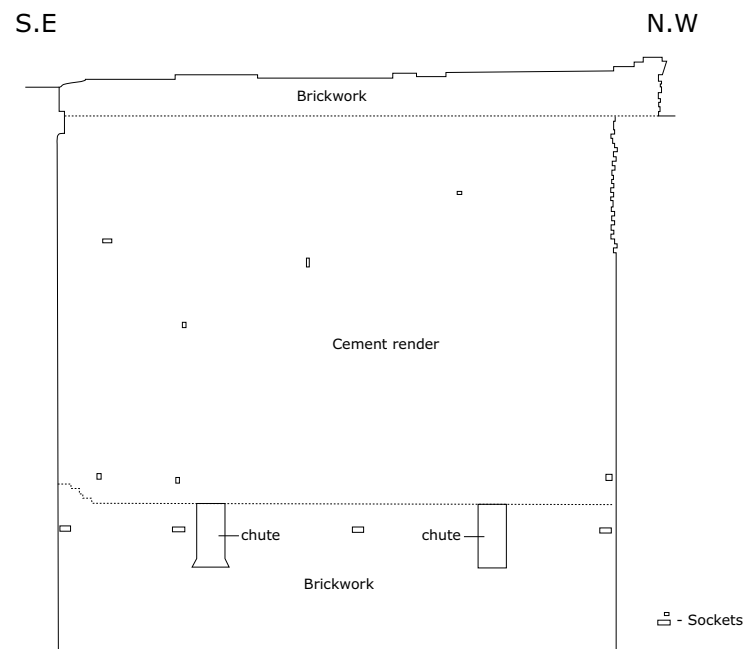 S.E
N.W
Brickwork
Cement render
chute
chute
Brickwork
- Sockets